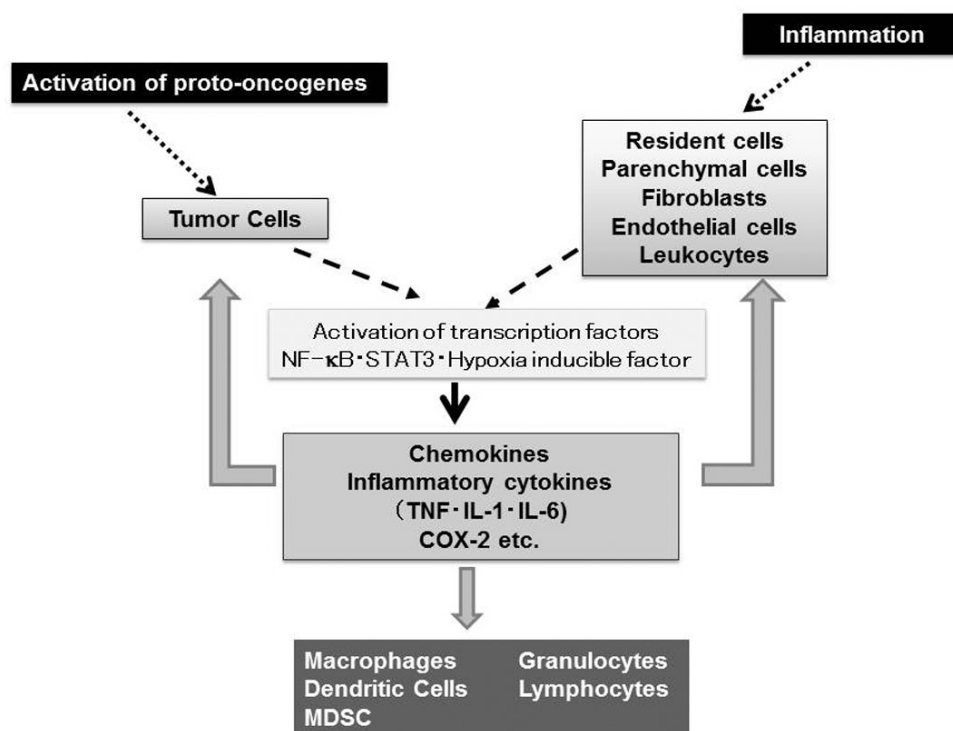 Inflammation
Activation of proto-oncogenes
Resident cells
Parenchymal cells
Fibroblasts
Endothelial cells
Leukocytes
Tumor Cells
Activation of transcription factors
NF-κB・STAT3・Hypoxia inducible factor
Chemokines
Inflammatory cytokines
（TNF・IL-1・IL-6)
COX-2 etc.
Macrophages Granulocytes
Dendritic Cells Lymphocytes
MDSC